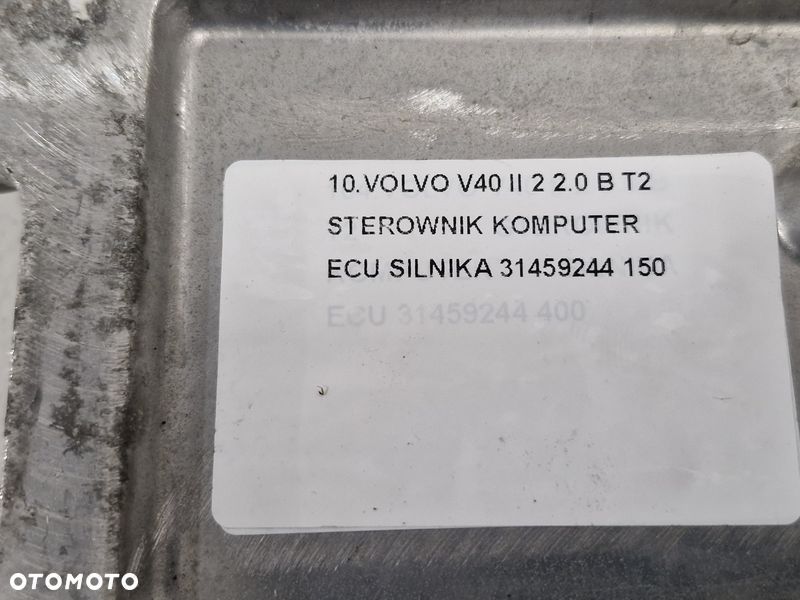 10.VOLVO V40 II 2 2.0 B T2
STEROWNIK KOMPUTER
ECU SILNIKA 31459244 150
ECU 31459244 400
OTOMOTO